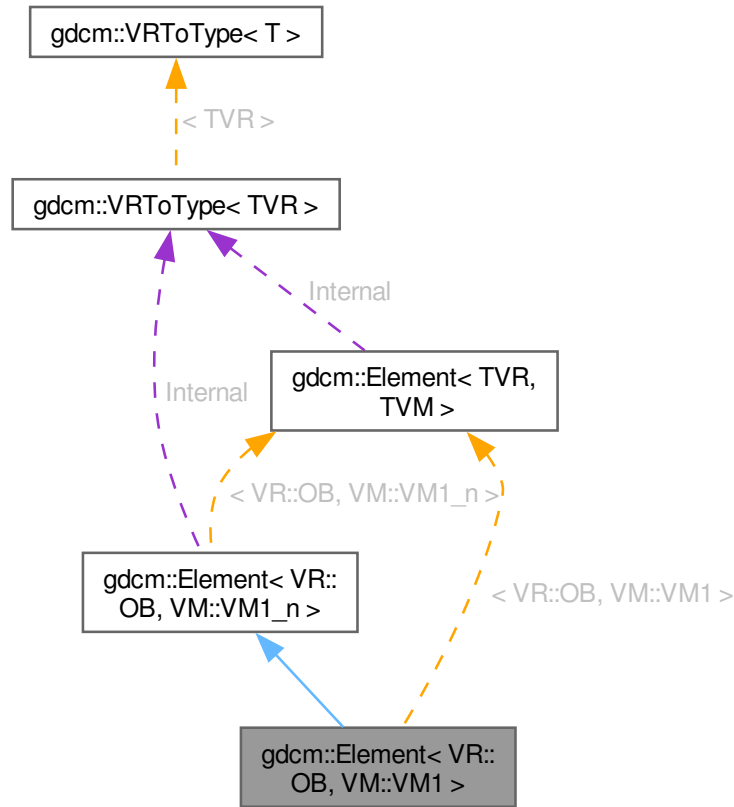 gdcm::VRToType< T >
< TVR >
gdcm::VRToType< TVR >
Internal
gdcm::Element< TVR,
TVM >
Internal
< VR::OB, VM::VM1_n >
gdcm::Element< VR::
OB, VM::VM1_n >
< VR::OB, VM::VM1 >
gdcm::Element< VR::
OB, VM::VM1 >